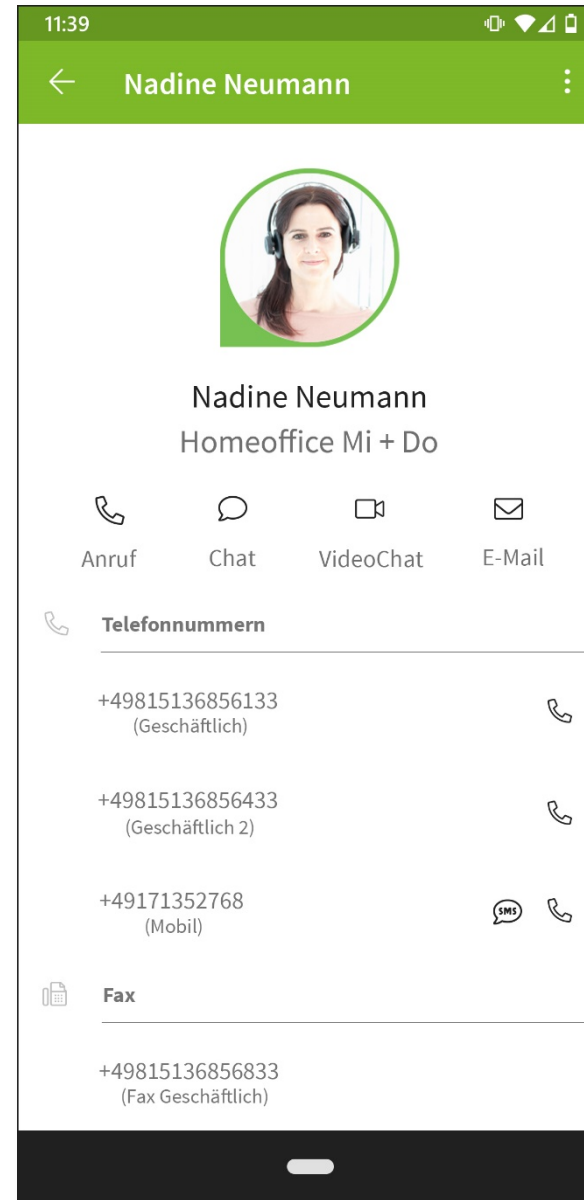 11:39
Nadine Neumann
Nadine Neumann
Homeoffice Mi + Do
Anruf Chat VideoChat E-Mail
Telefonnummern
+49815136856133
(Geschäftlich)
+49815136856433
(Geschäftlich 2)
+49171352768
(Mobil)
SMS
Fax
+49815136856833
(Fax Geschäftlich)